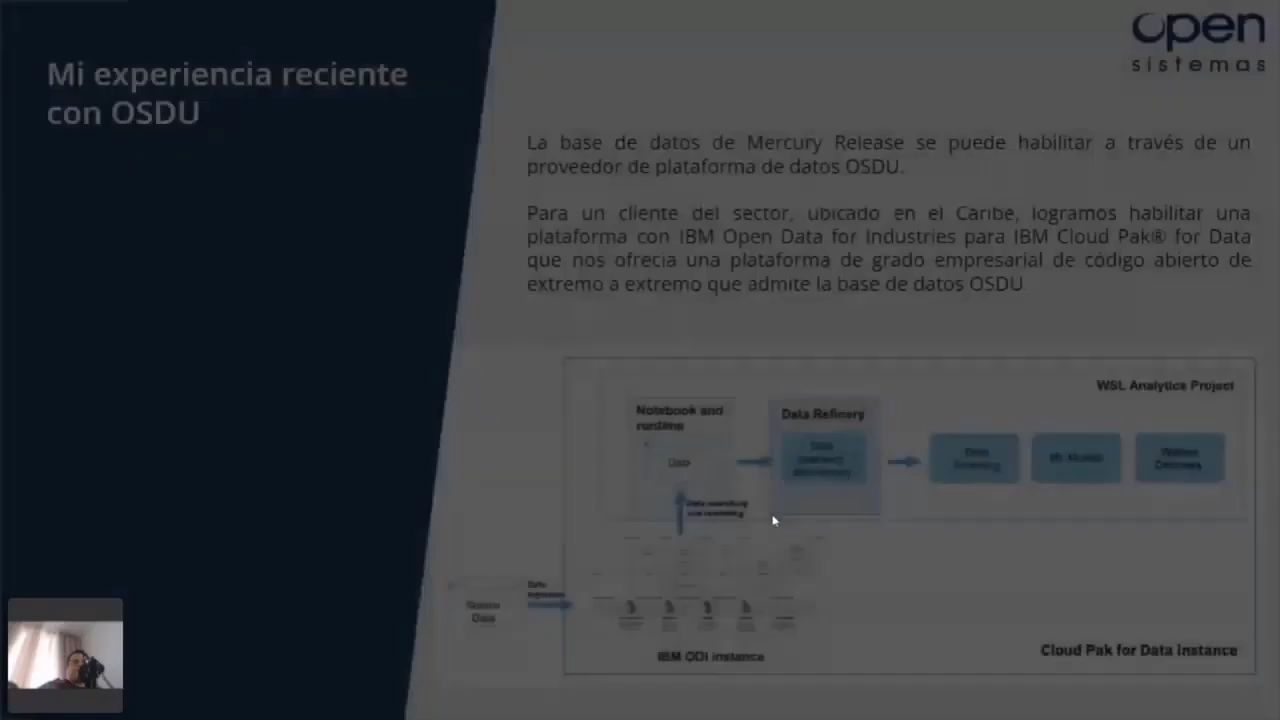 open
sistemas
Mi experiencia reciente
con OSDU
La base de datos de Mercury Release se puede habilitar a través de un
proveedor de plataforma de datos OSDU.
Para un cliente del sector, ubicado en el Caribe, logramos habilitar una
plataforma con IBM Open Data for Industries para IBM Cloud Pak® for Data
que nos ofrecía una plataforma de grado empresarial de código abierto de
extremo a extremo que admite la base de datos OSDU
WSL Analytics Project
Notebook and
runtime
Data
Data Refinery
Data
Source
Data
IBM ODI instance
Cloud Pak for Data Instance